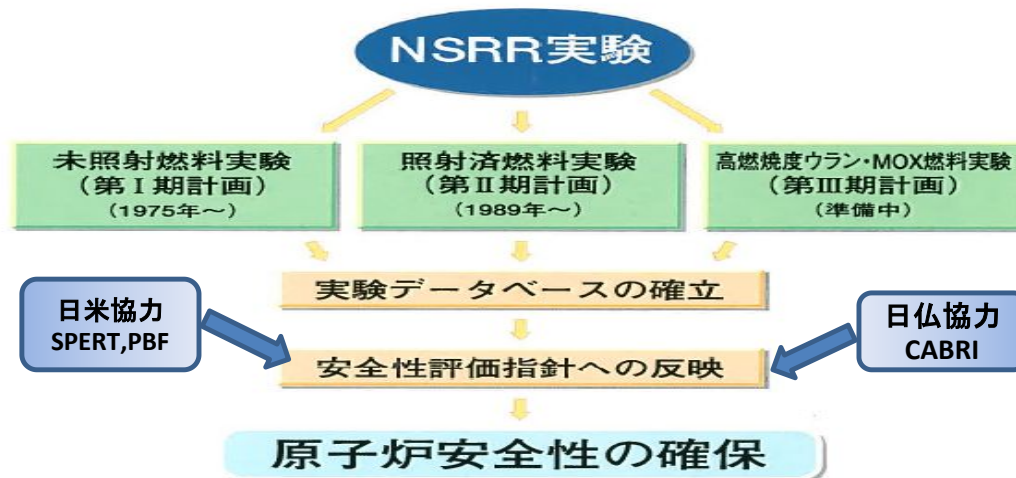 NSRR実験
未照射燃料実験
(第Ⅰ期計画)
(1975年～)
照射済燃料実験
(第Ⅱ期計画)
(1989年～)
高燃焼度ウラン・MOX燃料実験
(第Ⅲ期計画)
(準備中)
実験データベースの確立
日米協力
SPERT,PBF
日仏協力
CABRI
安全性評価指針への反映
原子炉安全性の確保